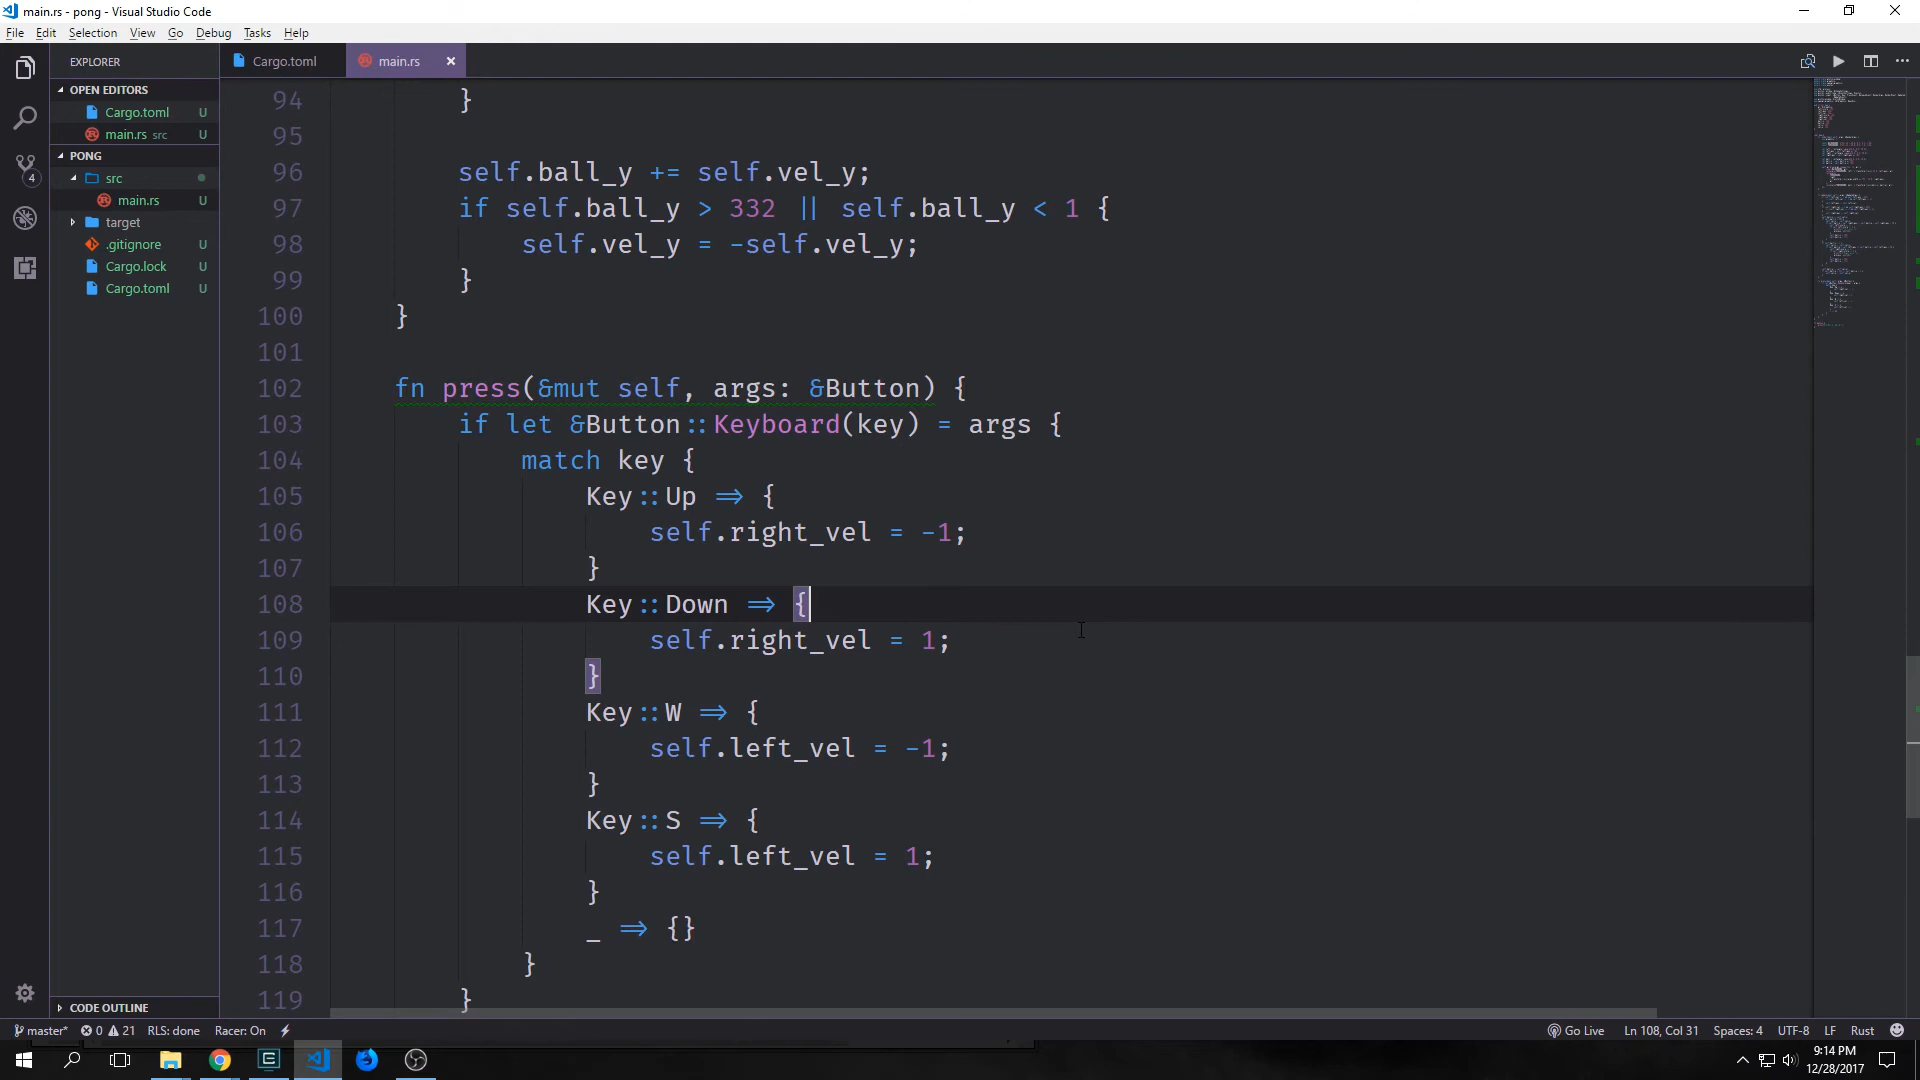 main.rs - pong - Visual Studio Code
File Edit Selection View Go Debug Tasks Help
EXPLORER
OPEN EDITORS
Cargo.toml U
main.rs src U
PONG
src
main.rs U
target
.gitignore U
Cargo.lock U
Cargo.toml U
CODE OUTLINE
4
Cargo.toml main.rs
94 }
95
96 self.ball_y += self.vel_y;
97 if self.ball_y > 332 || self.ball_y < 1 {
98 self.vel_y = -self.vel_y;
99 }
100 }
101
102 fn press(&mut self, args: &Button) {
103 if let &Button::Keyboard(key) = args {
104 match key {
105 Key::Up => {
106 self.right_vel = -1;
107 }
108 Key::Down => {
109 self.right_vel = 1;
110 }
111 Key::W => {
112 self.left_vel = -1;
113 }
114 Key::S => {
115 self.left_vel = 1;
116 }
117 _ => {}
118 }
119 }
master* 0 21 RLS: done Racer: On Go Live Ln 108, Col 31 Spaces: 4 UTF-8 LF Rust
9:14 PM
12/28/2017